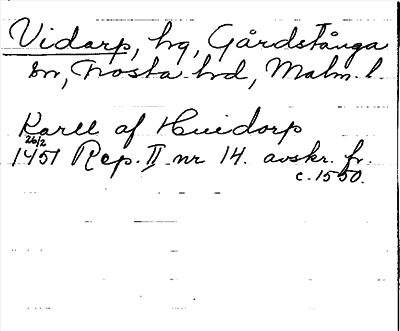 Vidarp, hg, Gårdstånga
sn, Frosta hd, Malm. l.
Karll af Huidorp
26/2
1451 Rep. II nr 14. avskr. fr.
c. 1550.